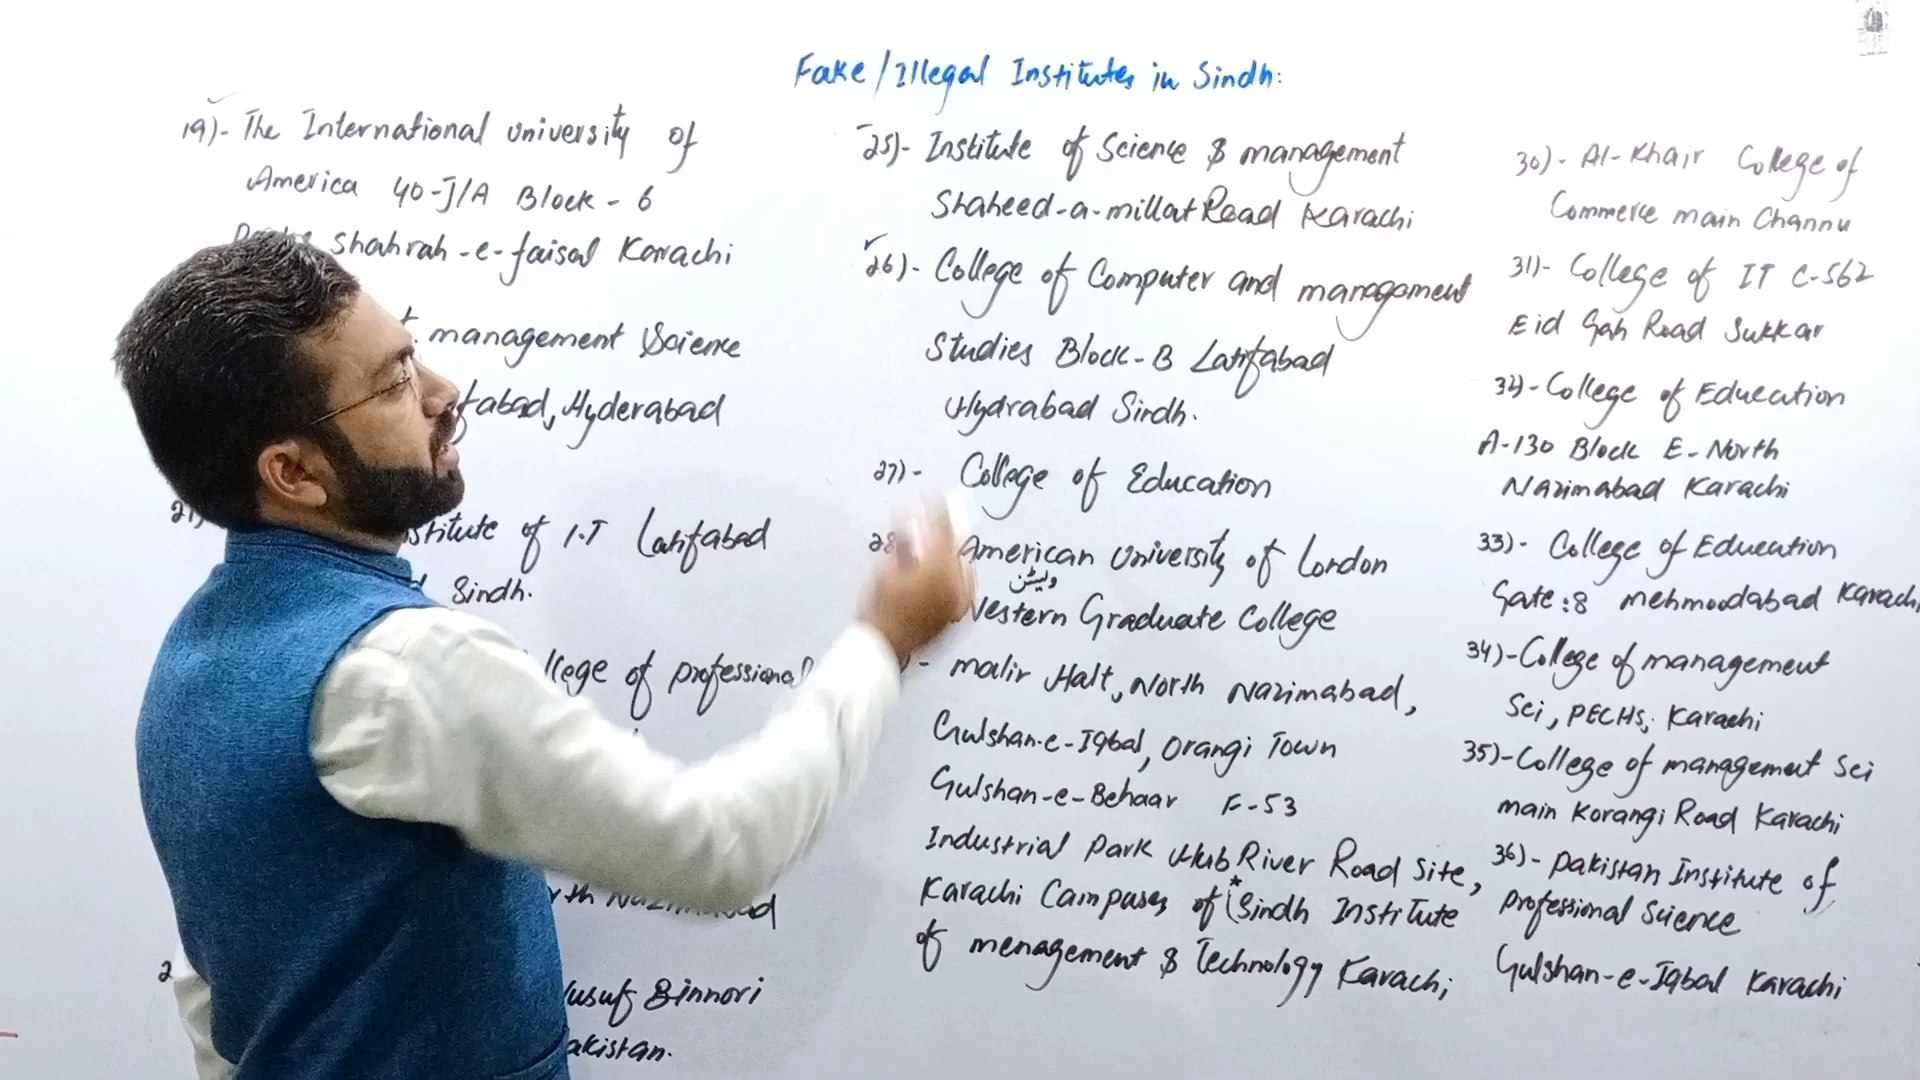 Fake/Illegal Institutes in Sindh:
19)- The International university of
America 40-J/A Block-6
Shahrah-e-faisal Karachi
management Science
fabad, Hyderabad
21)
stitute of I.T Latifabad
Sindh.
llege of professional
rth Nazimabad
2
Yusuf Binnori
akistan.
25)- Institute of Science & management
Shaheed-a-millat Road Karachi
26)- College of Computer and management
Studies Block-B Latifabad
Hydrabad Sindh.
27)- College of Education
28 American University of London
ویسٹن
Western Graduate College
)- malir Halt, North Nazimabad,
Gulshan-e-Iqbal, Orangi Town
Gulshan-e-Behaar F-53
Industrial Park Hub River Road Site,
Karachi Campuses of *(Sindh Institute
of menagement & Technology Karachi,
30)- Al-Khair College of
Commerce main Channu
31)- College of IT C-562
Eid Gah Road Sukkar
32)- College of Education
A-130 Block E-North
Nazimabad Karachi
33)- College of Education
Gate:8 mehmoodabad Karachi
34)- College of management
Sci, PECHS, Karachi
35)- College of management Sci
main Korangi Road Karachi
36)- pakistan Institute of
professional Science
Gulshan-e-Iqbal Karachi